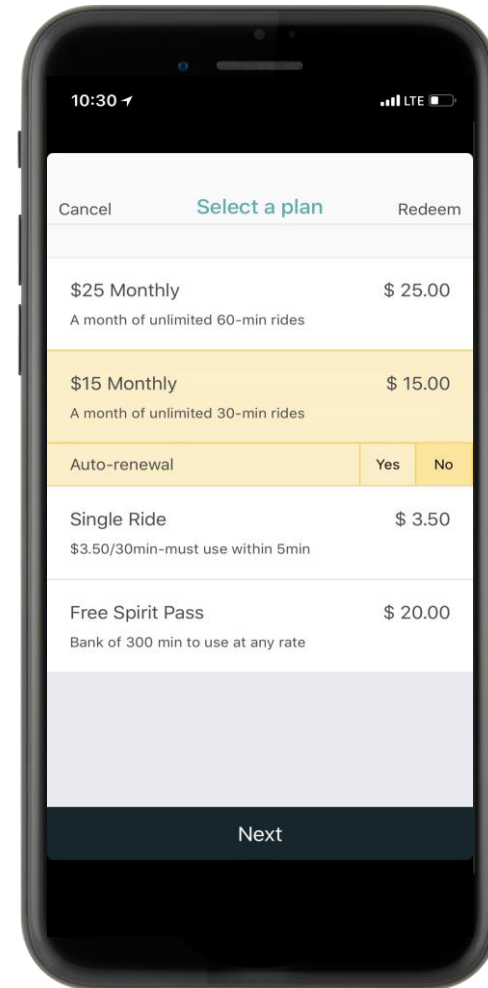 10:30 LTE
Cancel Select a plan Redeem
$25 Monthly $ 25.00
A month of unlimited 60-min rides
$15 Monthly $ 15.00
A month of unlimited 30-min rides
Auto-renewal Yes No
Single Ride $ 3.50
$3.50/30min-must use within 5min
Free Spirit Pass $ 20.00
Bank of 300 min to use at any rate
Next